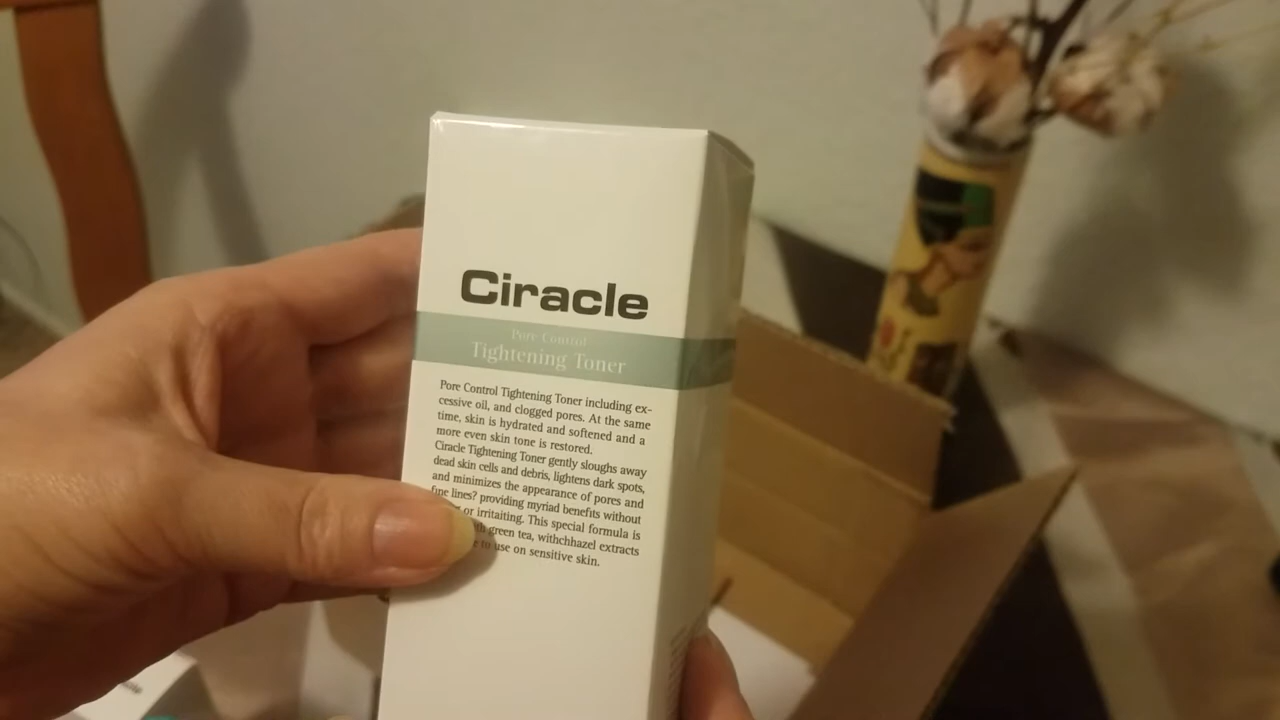 Ciracle
Pore Control
Tightening Toner
Pore Control Tightening Toner including ex-
cessive oil, and clogged pores. At the same
time, skin is hydrated and softened and a
more even skin tone is restored.
Ciracle Tightening Toner gently sloughs away
dead skin cells and debris, lightens dark spots,
and minimizes the appearance of pores and
fine lines? providing myriad benefits without
or irritaiting. This special formula is
green tea, withchhazel extracts
to use on sensitive skin.